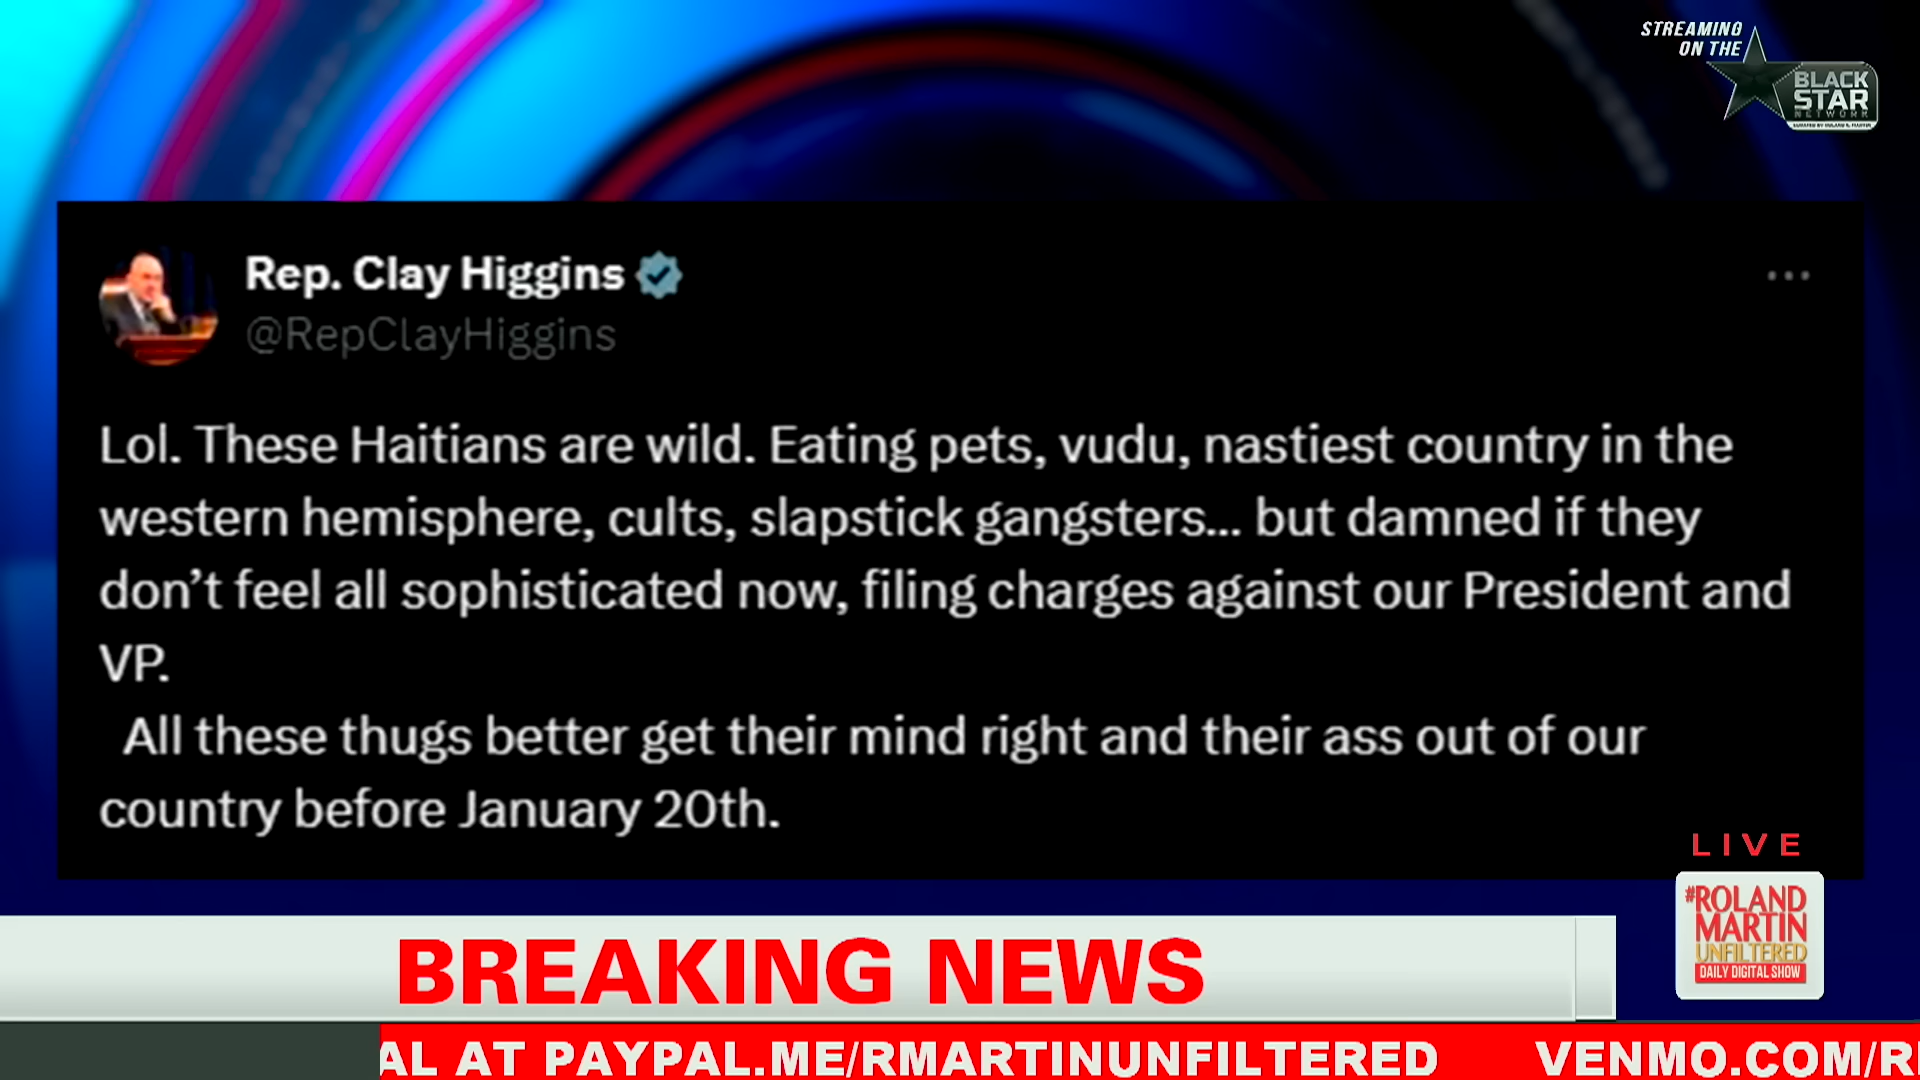 STREAMING
ON THE
BLACK
STAR
NETWORK
Rep. Clay Higgins
@RepClayHiggins
Lol. These Haitians are wild. Eating pets, vudu, nastiest country in the
western hemisphere, cults, slapstick gangsters... but damned if they
don’t feel all sophisticated now, filing charges against our President and
VP.
All these thugs better get their mind right and their ass out of our
country before January 20th.
LIVE
#ROLAND
MARTIN
UNFILTERED
DAILY DIGITAL SHOW
BREAKING NEWS
AL AT PAYPAL.ME/RMARTINUNFILTERED VENMO.COM/R